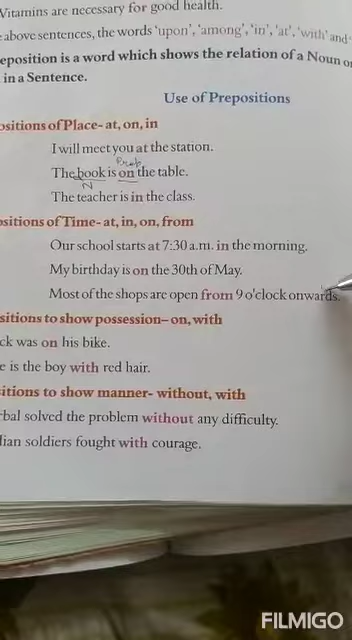 Vitamins are necessary for good health.
above sentences, the words 'upon', 'among', 'in', 'at', 'with' and
eposition is a word which shows the relation of a Noun or
in a Sentence.
Use of Prepositions
ositions of Place- at, on, in
I will meet you at the station.
Prep
The book is on the table.
N
The teacher is in the class.
ositions of Time- at, in, on, from
Our school starts at 7:30 a.m. in the morning.
My birthday is on the 30th of May.
Most of the shops are open from 9 o'clock onwards.
sitions to show possession– on, with
ck was on his bike.
e is the boy with red hair.
sitions to show manner- without, with
rbal solved the problem without any difficulty.
dian soldiers fought with courage.
FILMIGO